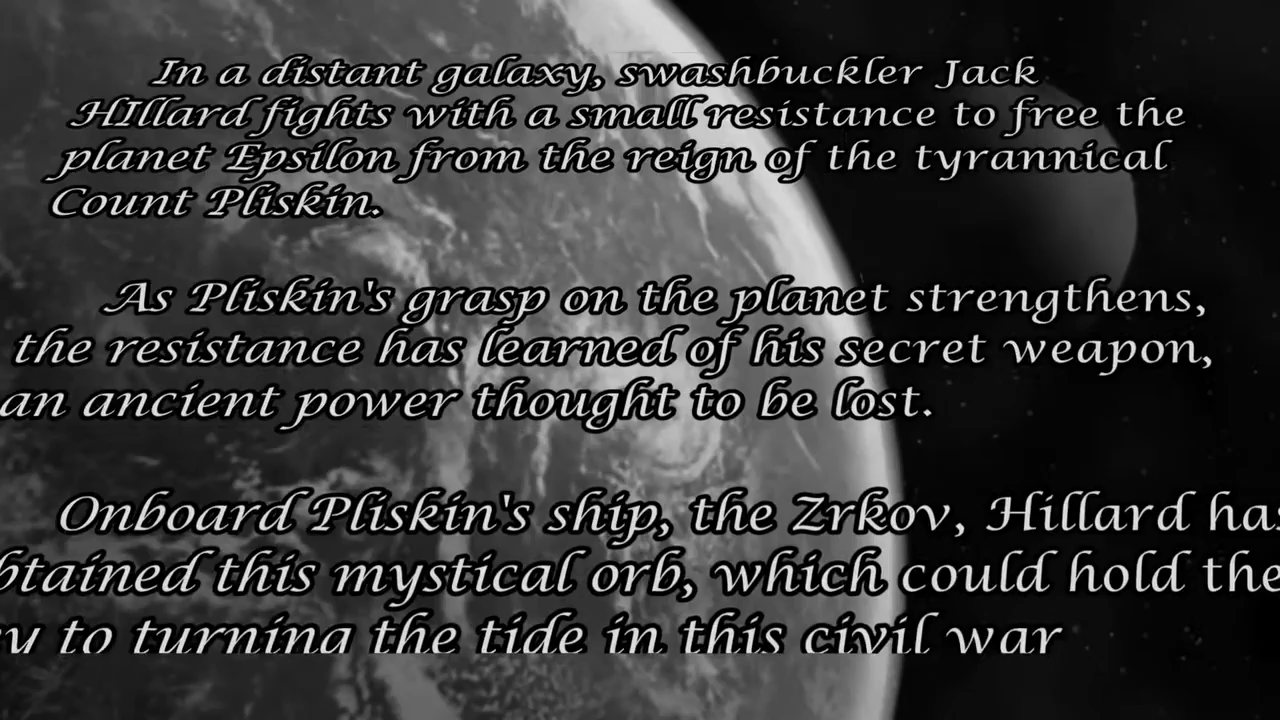 In a distant galaxy, swashbuckler Jack
HIllard fights with a small resistance to free the
planet Epsilon from the reign of the tyrannical
Count Pliskin.
As Pliskin's grasp on the planet strengthens,
the resistance has learned of his secret weapon,
an ancient power thought to be lost.
Onboard Pliskin's ship, the Zrkov, Hillard has
btained this mystical orb, which could hold the
to turning the tide in this civil war